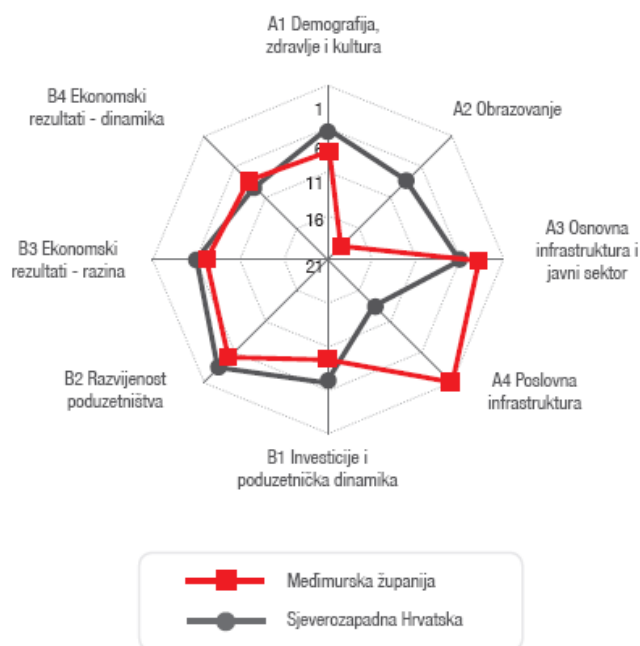 A1 Demografija,
zdravlje i kultura
B4 Ekonomski
rezultati - dinamika
A2 Obrazovanje
1
6
11
16
21
B3 Ekonomski
rezultati - razina
A3 Osnovna
infrastruktura i
javni sektor
B2 Razvijenost
poduzetništva
A4 Poslovna
infrastruktura
B1 Investicije i
poduzetnička dinamika
Međimurska županija
Sjeverozapadna Hrvatska